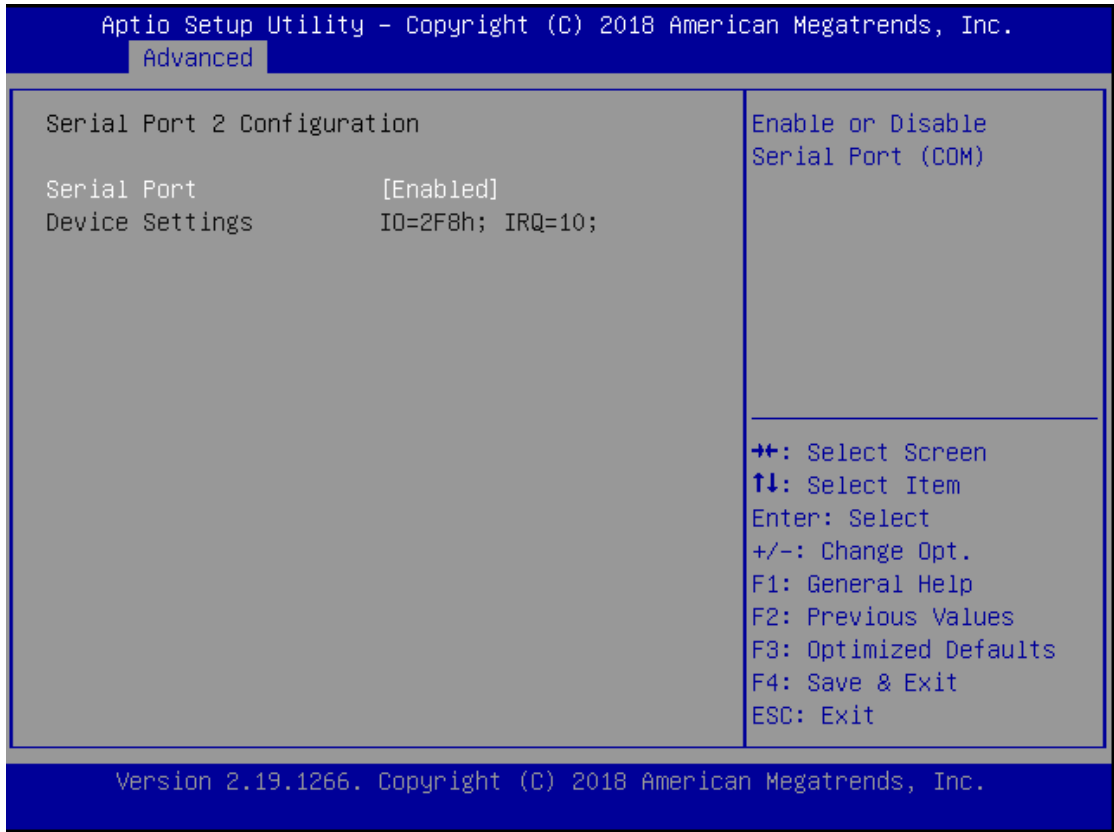 Aptio Setup Utility – Copyright (C) 2018 American Megatrends, Inc.
Advanced
Serial Port 2 Configuration
Serial Port [Enabled]
Device Settings IO=2F8h; IRQ=10;
Enable or Disable
Serial Port (COM)
→←: Select Screen
↑↓: Select Item
Enter: Select
+/-: Change Opt.
F1: General Help
F2: Previous Values
F3: Optimized Defaults
F4: Save & Exit
ESC: Exit
Version 2.19.1266. Copyright (C) 2018 American Megatrends, Inc.